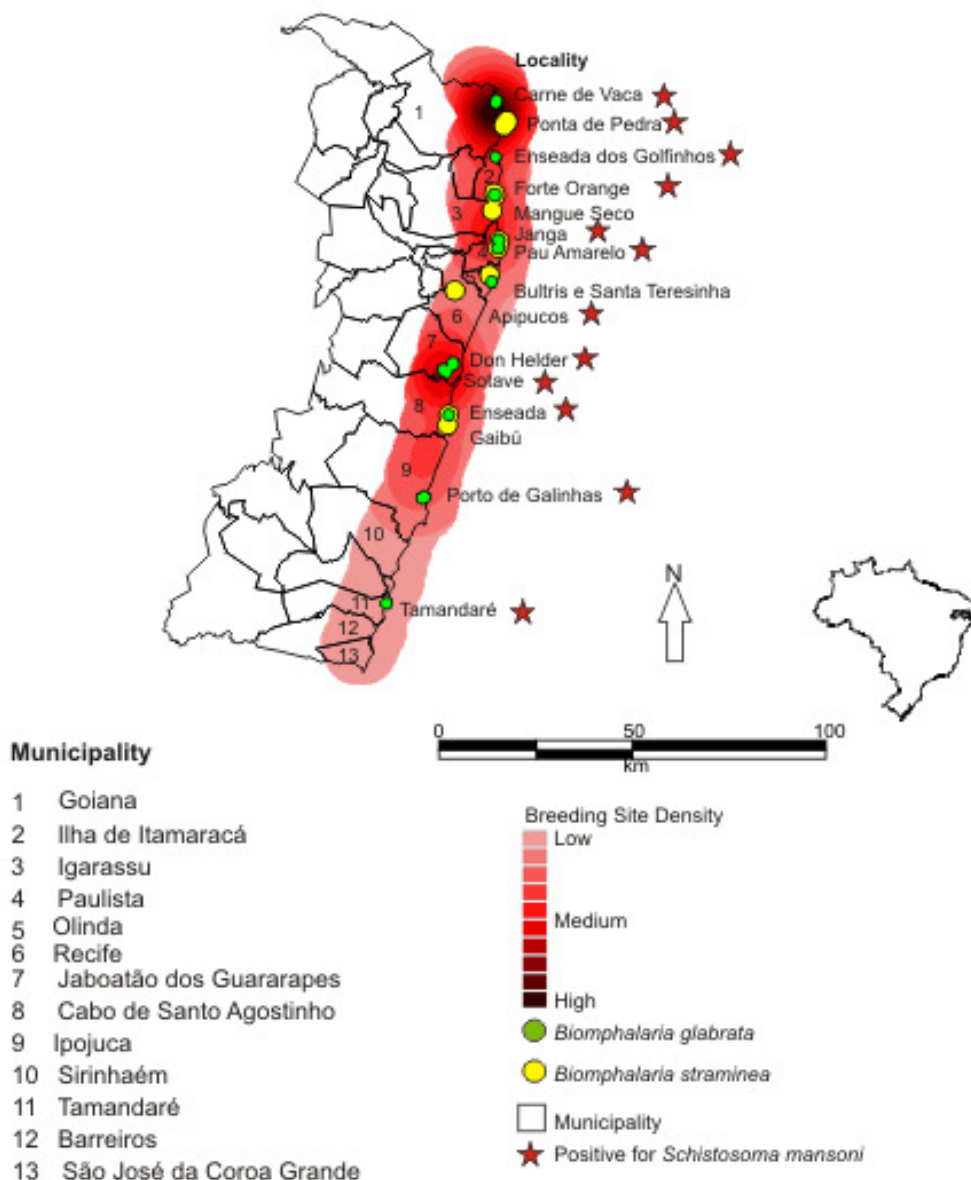 Locality
Carne de Vaca
Ponta de Pedra
Enseada dos Golfinhos
Forte Orange
Mangue Seco
Janga
Pau Amarelo
Bultris e Santa Teresinha
Apipucos
Don Helder
Sotave
Enseada
Gaibú
Porto de Galinhas
Tamandaré
1
2
3
4
6
7
8
9
10
11
12
13
N
0 50 100
km
Municipality
1 Goiana
2 Ilha de Itamaracá
3 Igarassu
4 Paulista
5 Olinda
6 Recife
7 Jaboatão dos Guararapes
8 Cabo de Santo Agostinho
9 Ipojuca
10 Sirinhaém
11 Tamandaré
12 Barreiros
13 São José da Coroa Grande
Breeding Site Density
Low
Medium
High
Biomphalaria glabrata
Biomphalaria straminea
Municipality
Positive for Schistosoma mansoni